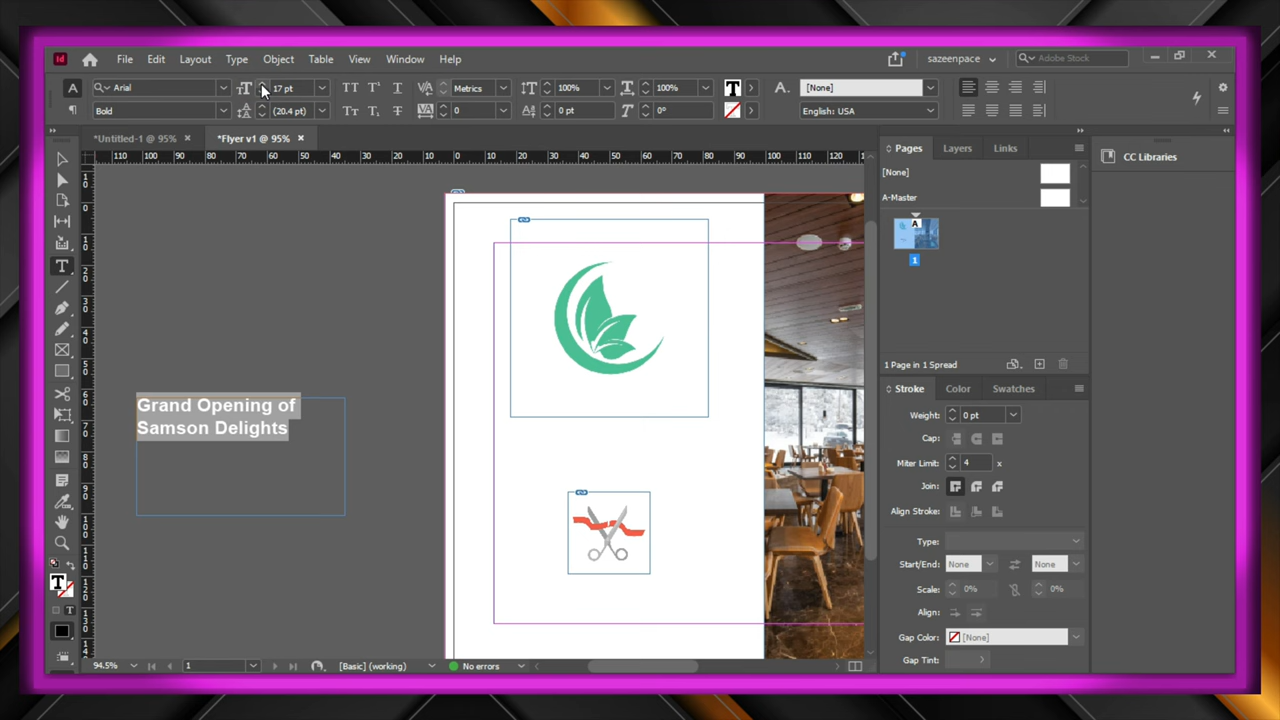 Id File Edit Layout Type Object Table View Window Help sazeenpace Adobe Stock
A Arial 17 pt TT T¹ T Metrics 100% 100% T A. [None]
¶ Bold (20.4 pt) TT T₁ T 0 0 pt T 0° English: USA
*Untitled-1 @ 95% × *Flyer v1 @ 95% ×
110 100 90 80 70 60 50 40 30 20 10 0 10 20 30 40 50 60 70 80 90 100 110 120
Pages Layers Links
CC Libraries
[None]
A-Master
A
1
1 Page in 1 Spread
Grand Opening of
Samson Delights
Stroke Color Swatches
Weight: 0 pt
Cap:
Miter Limit: 4 x
Join:
Align Stroke:
Type:
Start/End: None None
Scale: 0% 0%
Align:
Gap Color: [None]
Gap Tint:
94.5% 1 [Basic] (working) No errors